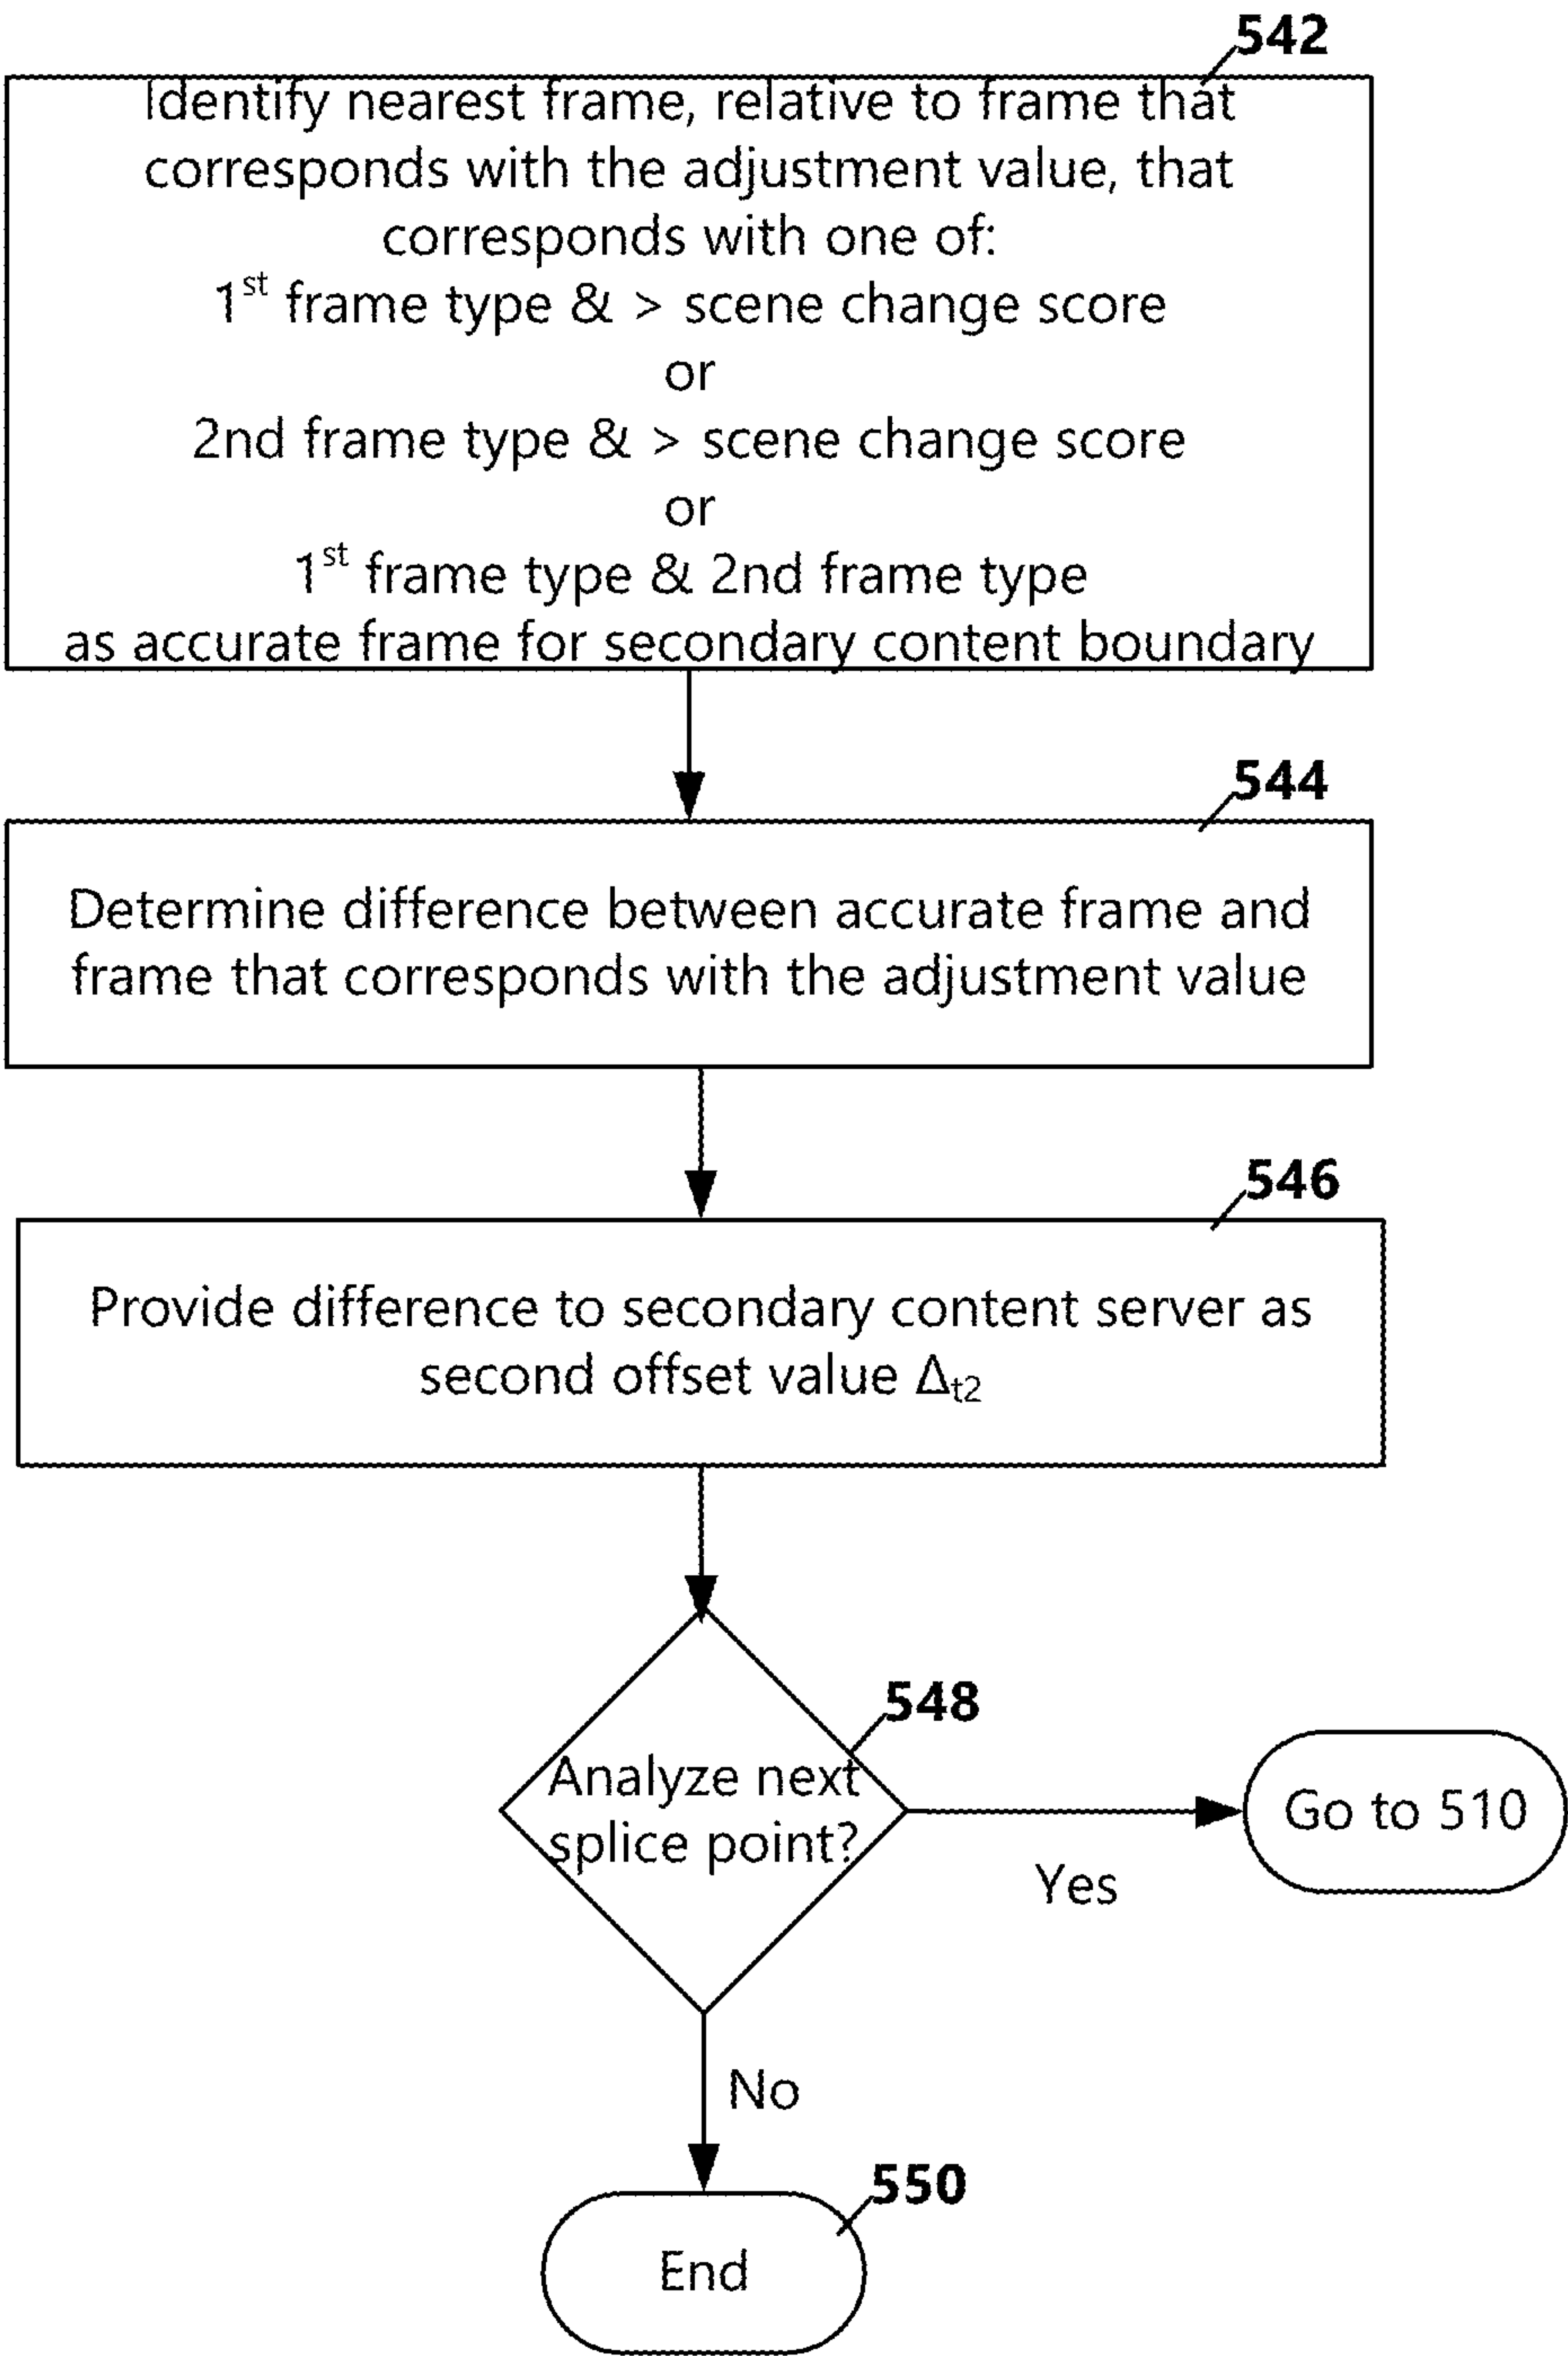 542
Identify nearest frame, relative to frame that
corresponds with the adjustment value, that
corresponds with one of:
1st frame type & > scene change score
or
2nd frame type & > scene change score
or
1st frame type & 2nd frame type
as accurate frame for secondary content boundary
544
Determine difference between accurate frame and
frame that corresponds with the adjustment value
546
Provide difference to secondary content server as
second offset value Δt2
548
Analyze next
splice point?
Go to 510
Yes
No
550
End